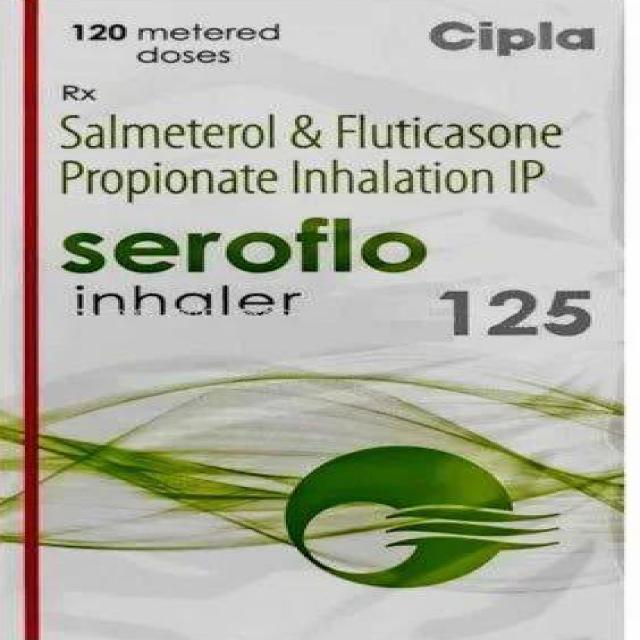 120 metered
doses
Cipla
Rx
Salmeterol & Fluticasone
Propionate Inhalation IP
seroflo
inhaler
125